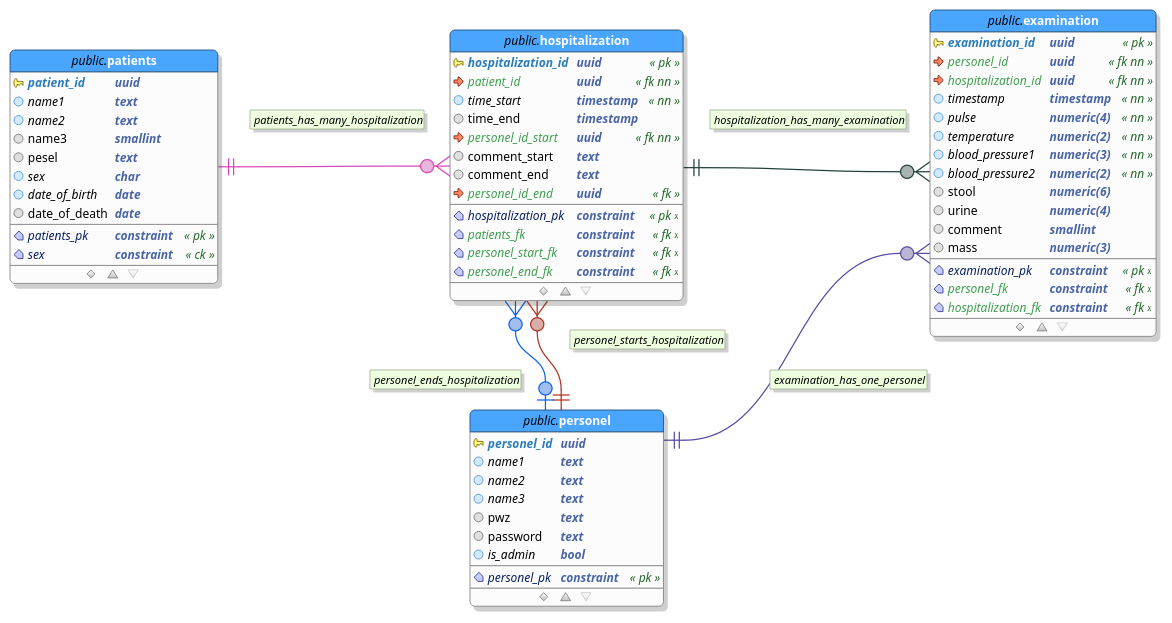 public.patients
patient_id uuid
name1 text
name2 text
name3 smallint
pesel text
sex char
date_of_birth date
date_of_death date
patients_pk constraint « pk »
sex constraint « ck »
patients_has_many_hospitalization
public.hospitalization
hospitalization_id uuid « pk »
patient_id uuid « fk nn »
time_start timestamp « nn »
time_end timestamp
personel_id_start uuid « fk nn »
comment_start text
comment_end text
personel_id_end uuid « fk »
hospitalization_pk constraint « pk x
patients_fk constraint « fk x
personel_start_fk constraint « fk x
personel_end_fk constraint « fk x
hospitalization_has_many_examination
public.examination
examination_id uuid « pk »
personel_id uuid « fk nn »
hospitalization_id uuid « fk nn »
timestamp timestamp « nn »
pulse numeric(4) « nn »
temperature numeric(2) « nn »
blood_pressure1 numeric(3) « nn »
blood_pressure2 numeric(2) « nn »
stool numeric(6)
urine numeric(4)
comment smallint
mass numeric(3)
examination_pk constraint « pk x
personel_fk constraint « fk x
hospitalization_fk constraint « fk x
personel_starts_hospitalization
personel_ends_hospitalization
examination_has_one_personel
public.personel
personel_id uuid
name1 text
name2 text
name3 text
pwz text
password text
is_admin bool
personel_pk constraint « pk »